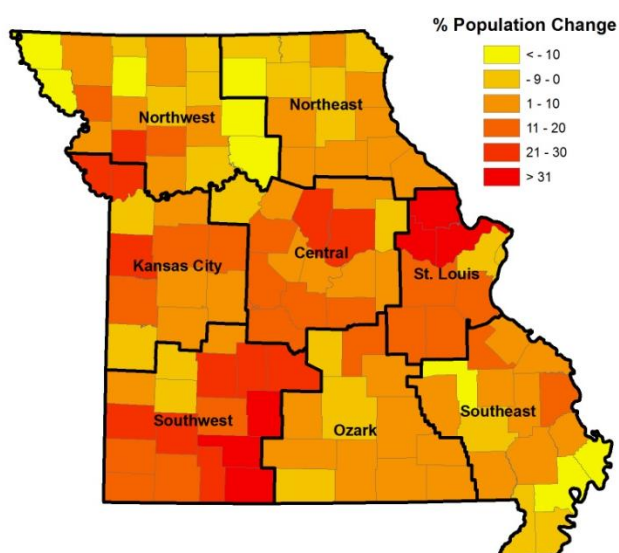 % Population Change
< - 10
- 9 - 0
1 - 10
11 - 20
21 - 30
> 31
Northwest
Northeast
Kansas City
Central
St. Louis
Southwest
Ozark
Southeast